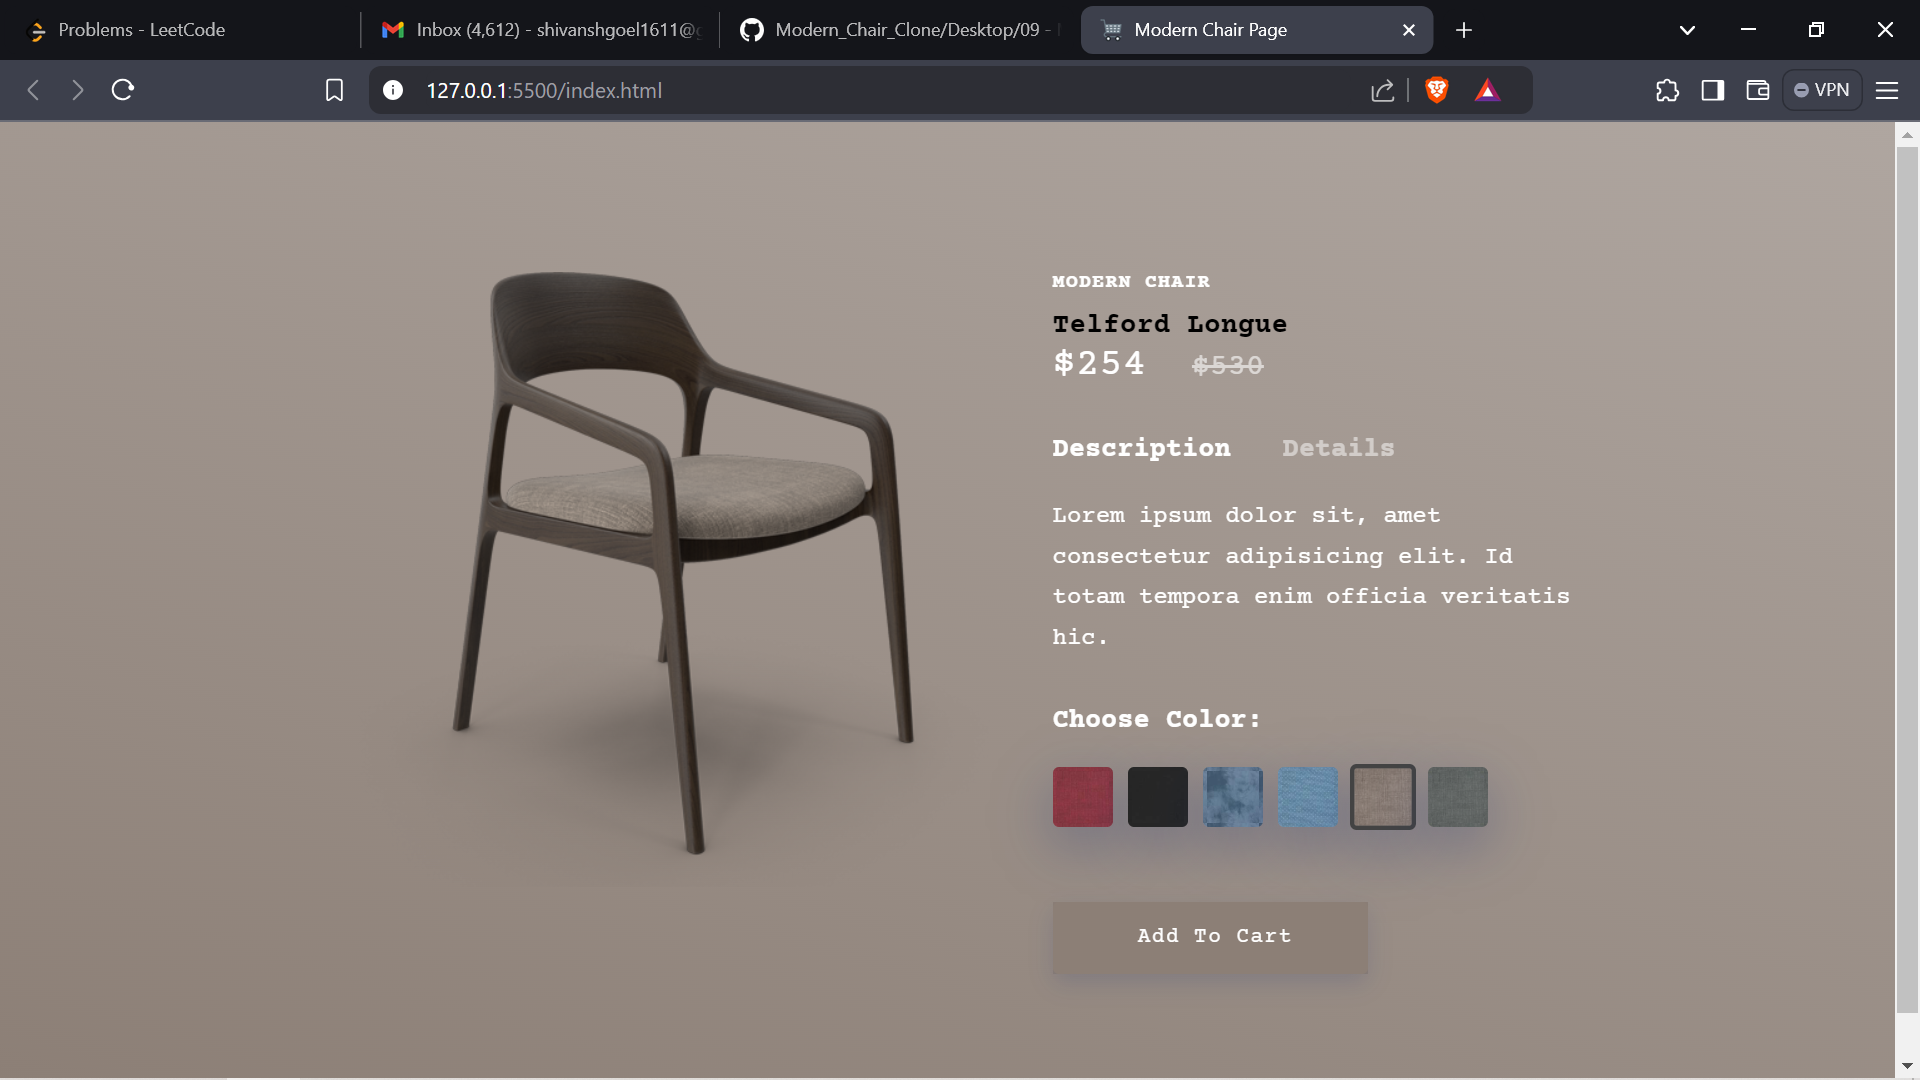 Problems - LeetCode
Inbox (4,612) - shivanshgoel1611@
Modern_Chair_Clone/Desktop/09 -
Modern Chair Page
127.0.0.1:5500/index.html
VPN
MODERN CHAIR
Telford Longue
$254 $530
Description Details
Lorem ipsum dolor sit, amet
consectetur adipisicing elit. Id
totam tempora enim officia veritatis
hic.
Choose Color:
Add To Cart